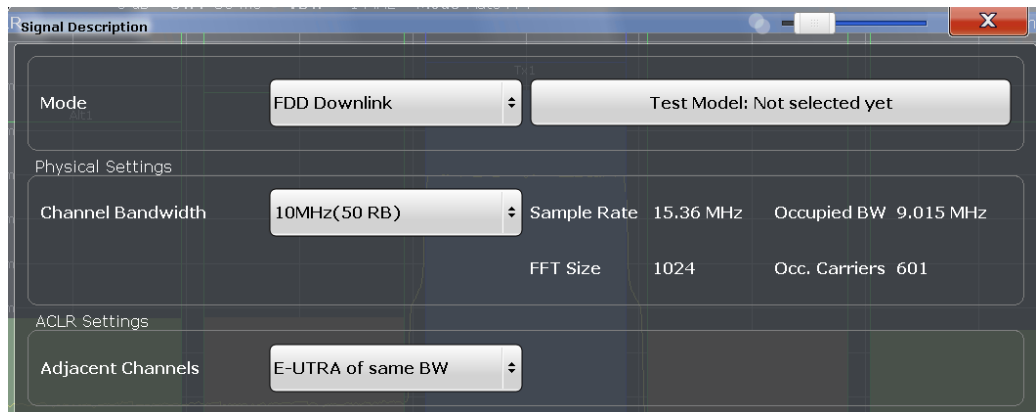 Signal Description
X
Mode FDD Downlink Test Model: Not selected yet
Physical Settings
Channel Bandwidth 10MHz(50 RB) Sample Rate 15.36 MHz Occupied BW 9.015 MHz
FFT Size 1024 Occ. Carriers 601
ACLR Settings
Adjacent Channels E-UTRA of same BW